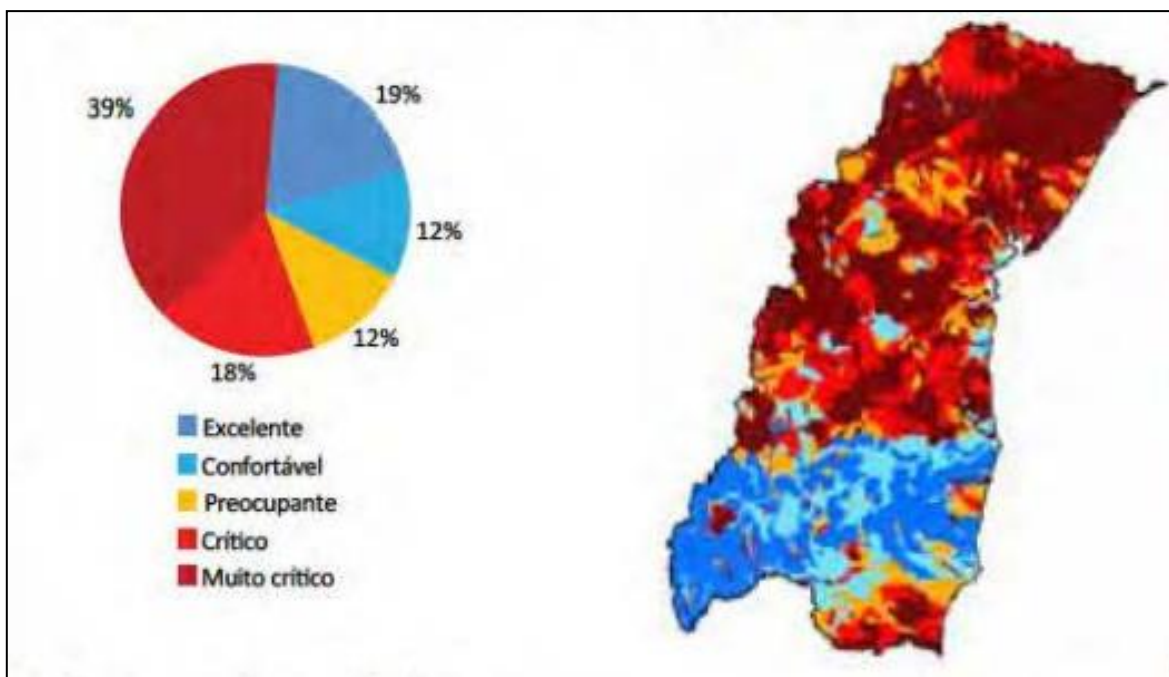 19%
39%
12%
12%
18%
Excelente
Confortável
Preocupante
Crítico
Muito crítico